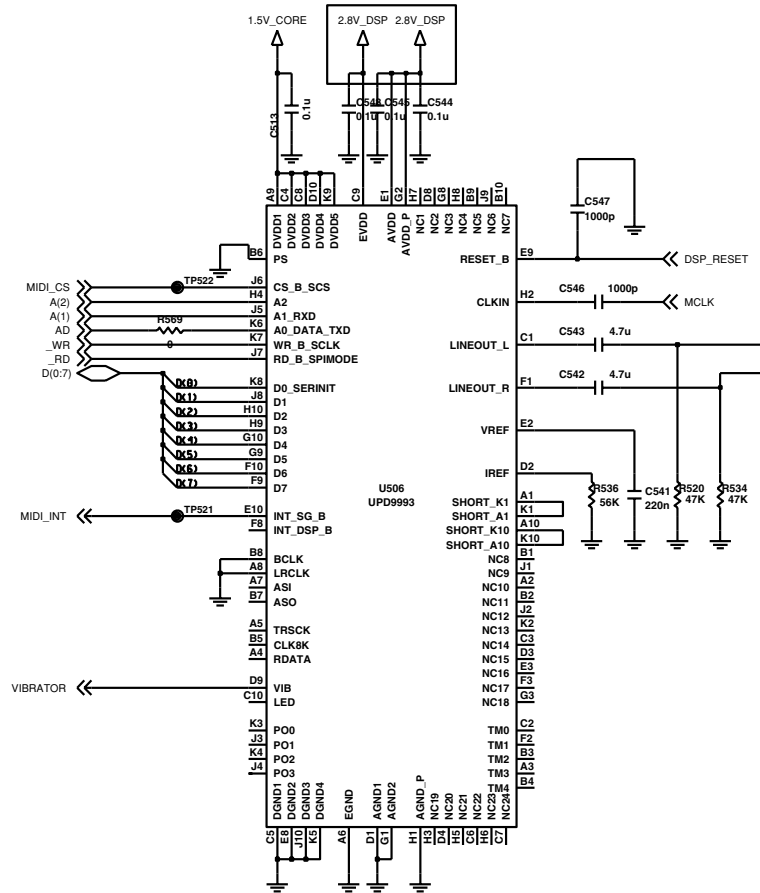 1.5V_CORE
2.8V_DSP 2.8V_DSP
C513
0.1u
C548
0.1u
C545
0.1u
C544
0.1u
A9 C4 C8 D10 K9 C9 E1 G2 H7 D8 G8 H8 B9 J9 B10
DVDD1 DVDD2 DVDD3 DVDD4 DVDD5 EVDD AVDD AVDD_P NC1 NC2 NC3 NC4 NC5 NC6 NC7
C547
1000p
B6 PS
RESET_B E9 DSP_RESET
MIDI_CS TP522 J6 CS_B_SCS
A(2) H4 A2
CLKIN H2 C546 1000p MCLK
A(1) J5 A1_RXD
AD R569 0 K6 A0_DATA_TXD
_WR K7 WR_B_SCLK
LINEOUT_L C1 C543 4.7u
_RD J7 RD_B_SPIMODE
D(0:7)
D(0) K8 D0_SERINIT
LINEOUT_R F1 C542 4.7u
D(1) J8 D1
D(2) H10 D2
D(3) H9 D3
VREF E2
D(4) G10 D4
D(5) G9 D5
D(6) F10 D6
IREF D2
D(7) F9 D7
U506
UPD9993
R536
56K
C541
220n
R520
47K
R534
47K
SHORT_K1 A1
SHORT_A1 K1
SHORT_K10 A10
SHORT_A10 K10
MIDI_INT TP521 E10 INT_SG_B
F8 INT_DSP_B
B8 BCLK
A8 LRCLK
A7 ASI
B7 ASO
NC8 B1
NC9 J1
NC10 A2
NC11 B2
NC12 J2
NC13 K2
NC14 C3
NC15 D3
NC16 E3
NC17 F3
NC18 G3
A5 TRSCK
B5 CLK8K
A4 RDATA
VIBRATOR D9 VIB
C10 LED
K3 PO0
J3 PO1
K4 PO2
J4 PO3
TM0 C2
TM1 F2
TM2 B3
TM3 A3
TM4 B4
DGND1 DGND2 DGND3 DGND4 EGND AGND1 AGND2 AGND_P NC19 NC20 NC21 NC22 NC23 NC24
C5 E8 J10 K5 A6 D1 G1 H1 H3 D4 H5 C6 H6 C7